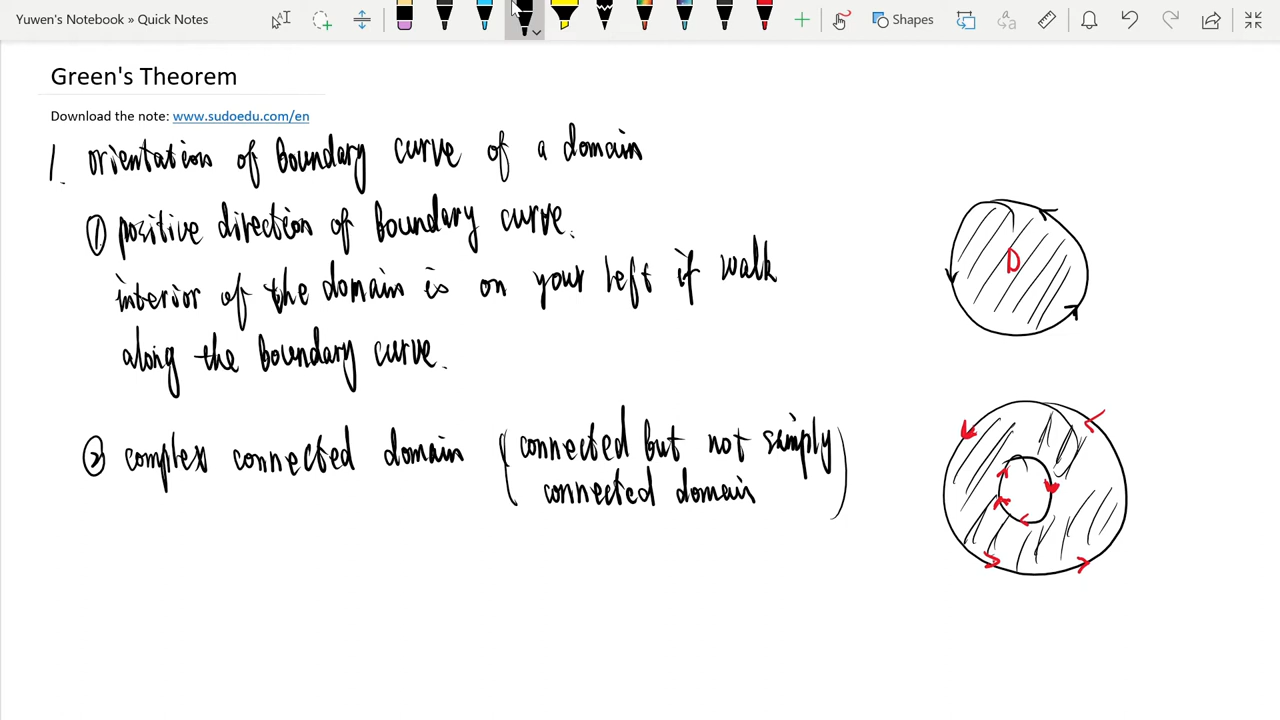 Yuwen's Notebook » Quick Notes
Shapes
Green's Theorem
Download the note: www.sudoedu.com/en
1. orientation of boundary curve of a domain
① positive direction of boundary curve.
interior of the domain is on your left if walk
along the boundary curve.
D
② complex connected domain (connected but not simply
connected domain)